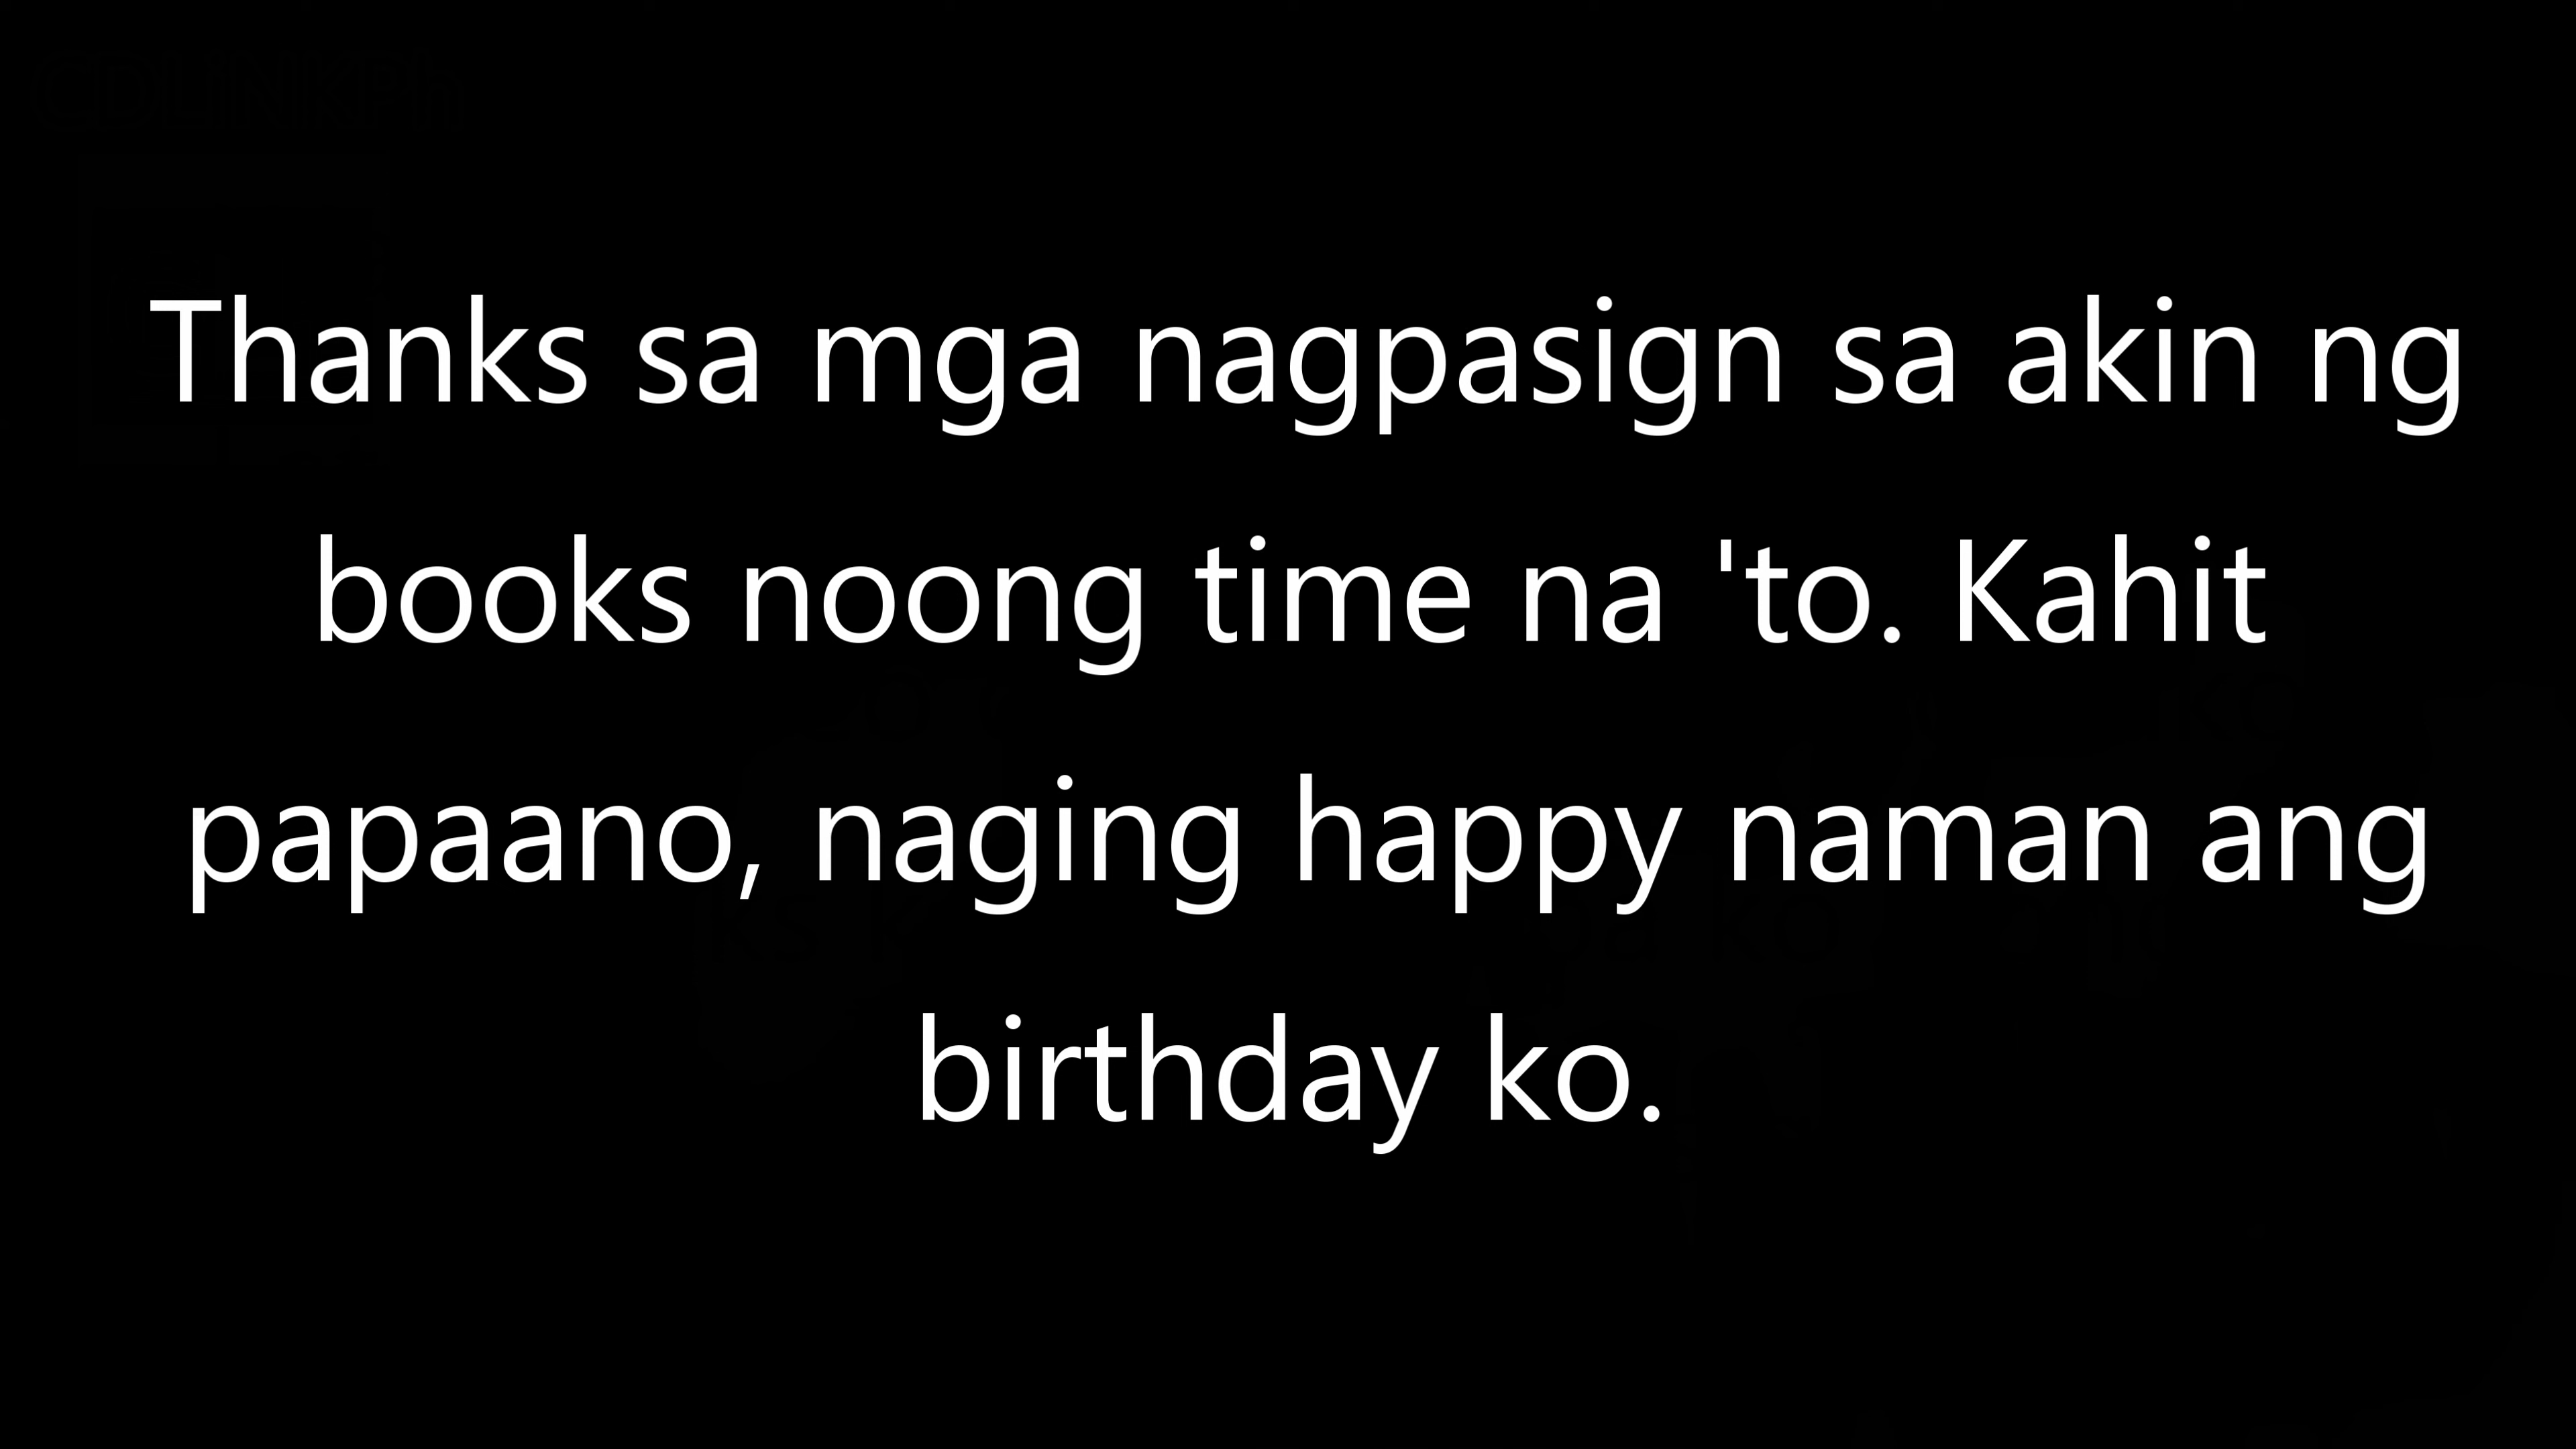 Thanks sa mga nagpasign sa akin ng
books noong time na 'to. Kahit
papaano, naging happy naman ang
birthday ko.